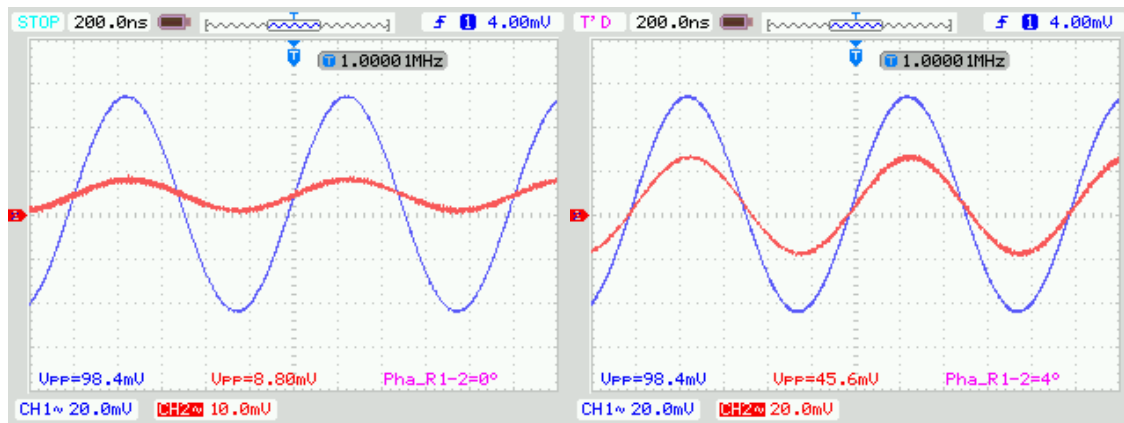 STOP 200.0ns T ƒ 1 4.00mV
T 1.00001MHz
Vpp=98.4mV Vpp=8.80mV Pha_R1-2=0°
CH1~ 20.0mV CH2~ 10.0mV
T'D 200.0ns T ƒ 1 4.00mV
T 1.00001MHz
Vpp=98.4mV Vpp=45.6mV Pha_R1-2=4°
CH1~ 20.0mV CH2~ 20.0mV